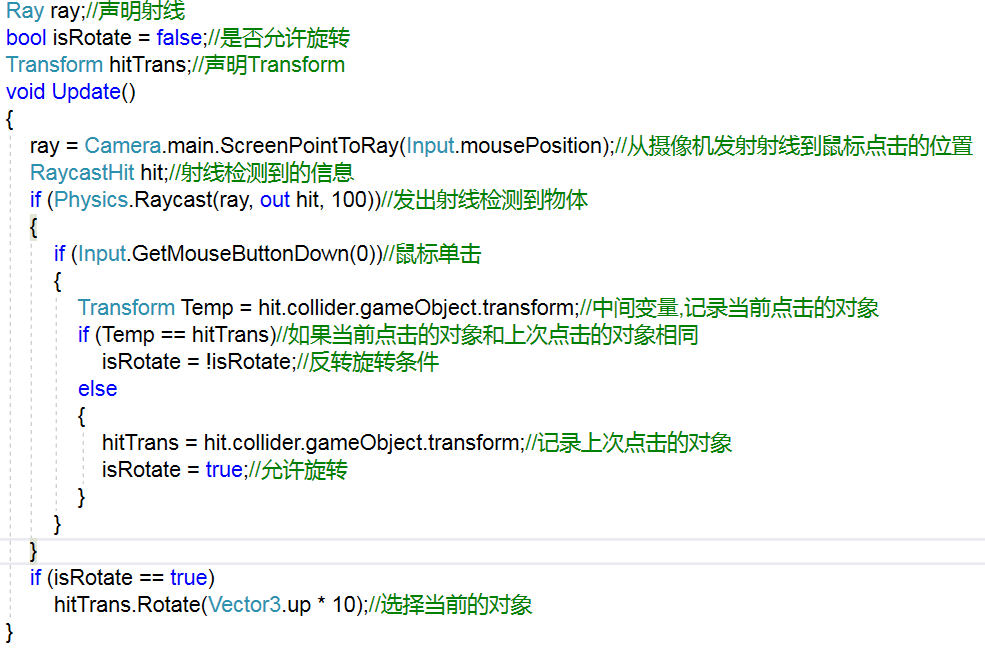 Ray ray;//声明射线
bool isRotate = false;//是否允许旋转
Transform hitTrans;//声明Transform
void Update()
{
ray = Camera.main.ScreenPointToRay(Input.mousePosition);//从摄像机发射射线到鼠标点击的位置
RaycastHit hit;//射线检测到的信息
if (Physics.Raycast(ray, out hit, 100))//发出射线检测到物体
{
if (Input.GetMouseButtonDown(0))//鼠标单击
{
Transform Temp = hit.collider.gameObject.transform;//中间变量,记录当前点击的对象
if (Temp == hitTrans)//如果当前点击的对象和上次点击的对象相同
isRotate = !isRotate;//反转旋转条件
else
{
hitTrans = hit.collider.gameObject.transform;//记录上次点击的对象
isRotate = true;//允许旋转
}
}
}
if (isRotate == true)
hitTrans.Rotate(Vector3.up * 10);//选择当前的对象
}